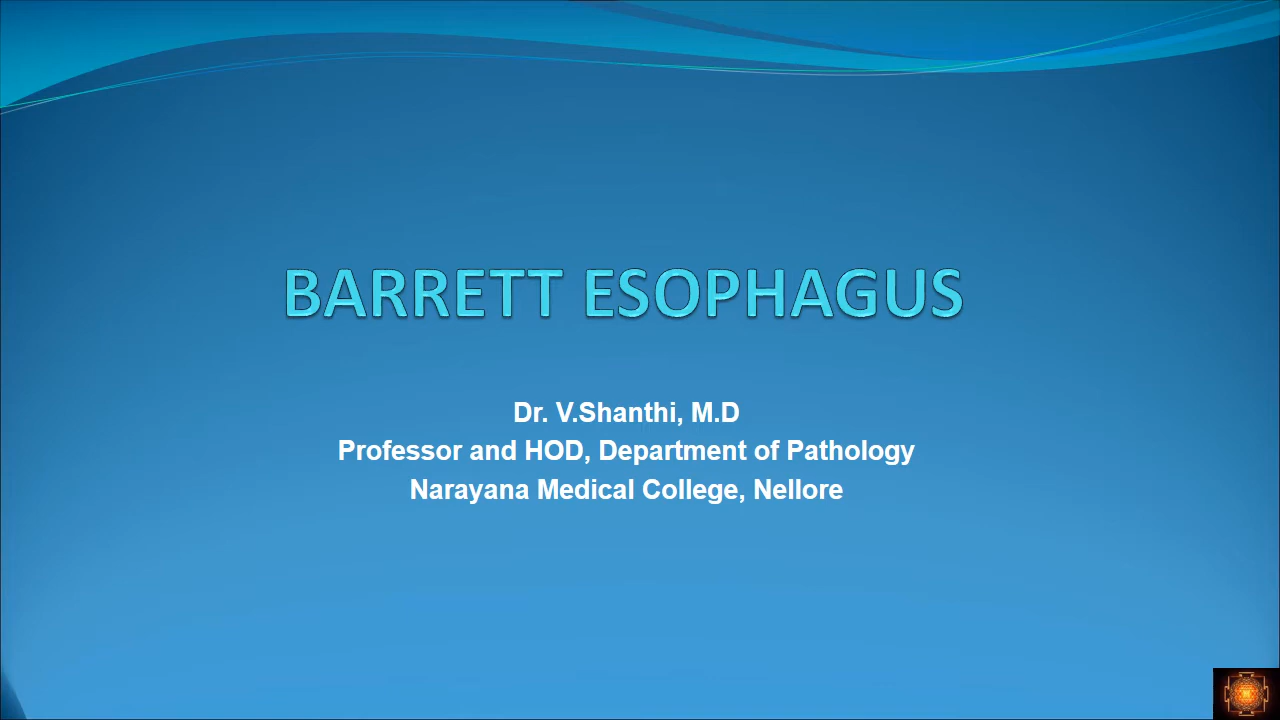 BARRETT ESOPHAGUS
Dr. V.Shanthi, M.D
Professor and HOD, Department of Pathology
Narayana Medical College, Nellore